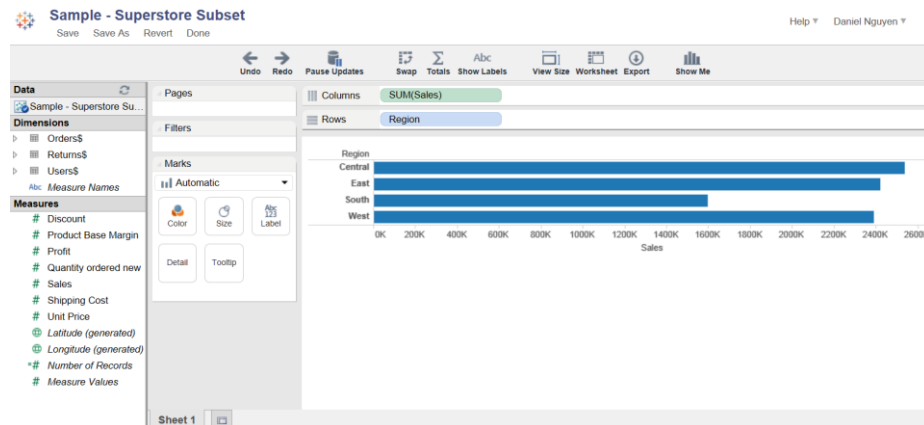 Sample - Superstore Subset
Save Save As Revert Done
Help Daniel Nguyen
Undo Redo Pause Updates Swap Totals Abc Show Labels View Size Worksheet Export Show Me
Data
Sample - Superstore Su...
Dimensions
Orders$
Returns$
Users$
Abc Measure Names
Measures
# Discount
# Product Base Margin
# Profit
# Quantity ordered new
# Sales
# Shipping Cost
# Unit Price
Latitude (generated)
Longitude (generated)
=# Number of Records
# Measure Values
Pages
Filters
Marks
Automatic
Color Size Abc 123 Label
Detail Tooltip
Columns SUM(Sales)
Rows Region
Region
Central
East
South
West
0K 200K 400K 600K 800K 1000K 1200K 1400K 1600K 1800K 2000K 2200K 2400K 2600K
Sales
Sheet 1